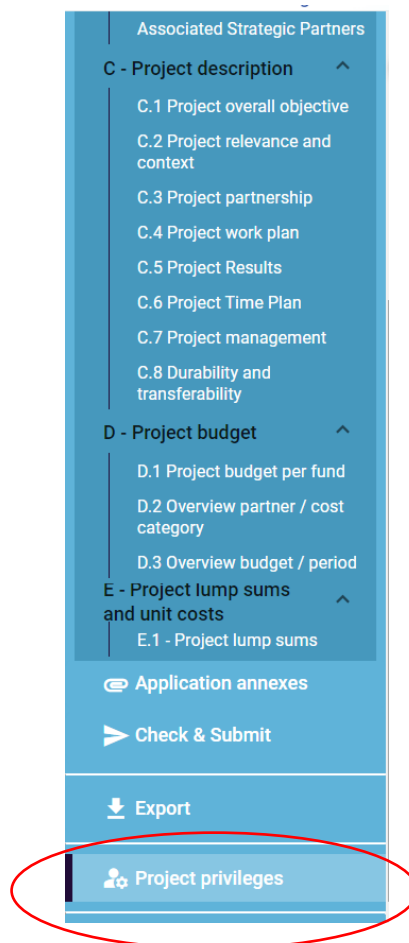 Associated Strategic Partners
C - Project description
C.1 Project overall objective
C.2 Project relevance and
context
C.3 Project partnership
C.4 Project work plan
C.5 Project Results
C.6 Project Time Plan
C.7 Project management
C.8 Durability and
transferability
D - Project budget
D.1 Project budget per fund
D.2 Overview partner / cost
category
D.3 Overview budget / period
E - Project lump sums
and unit costs
E.1 - Project lump sums
Application annexes
Check & Submit
Export
Project privileges